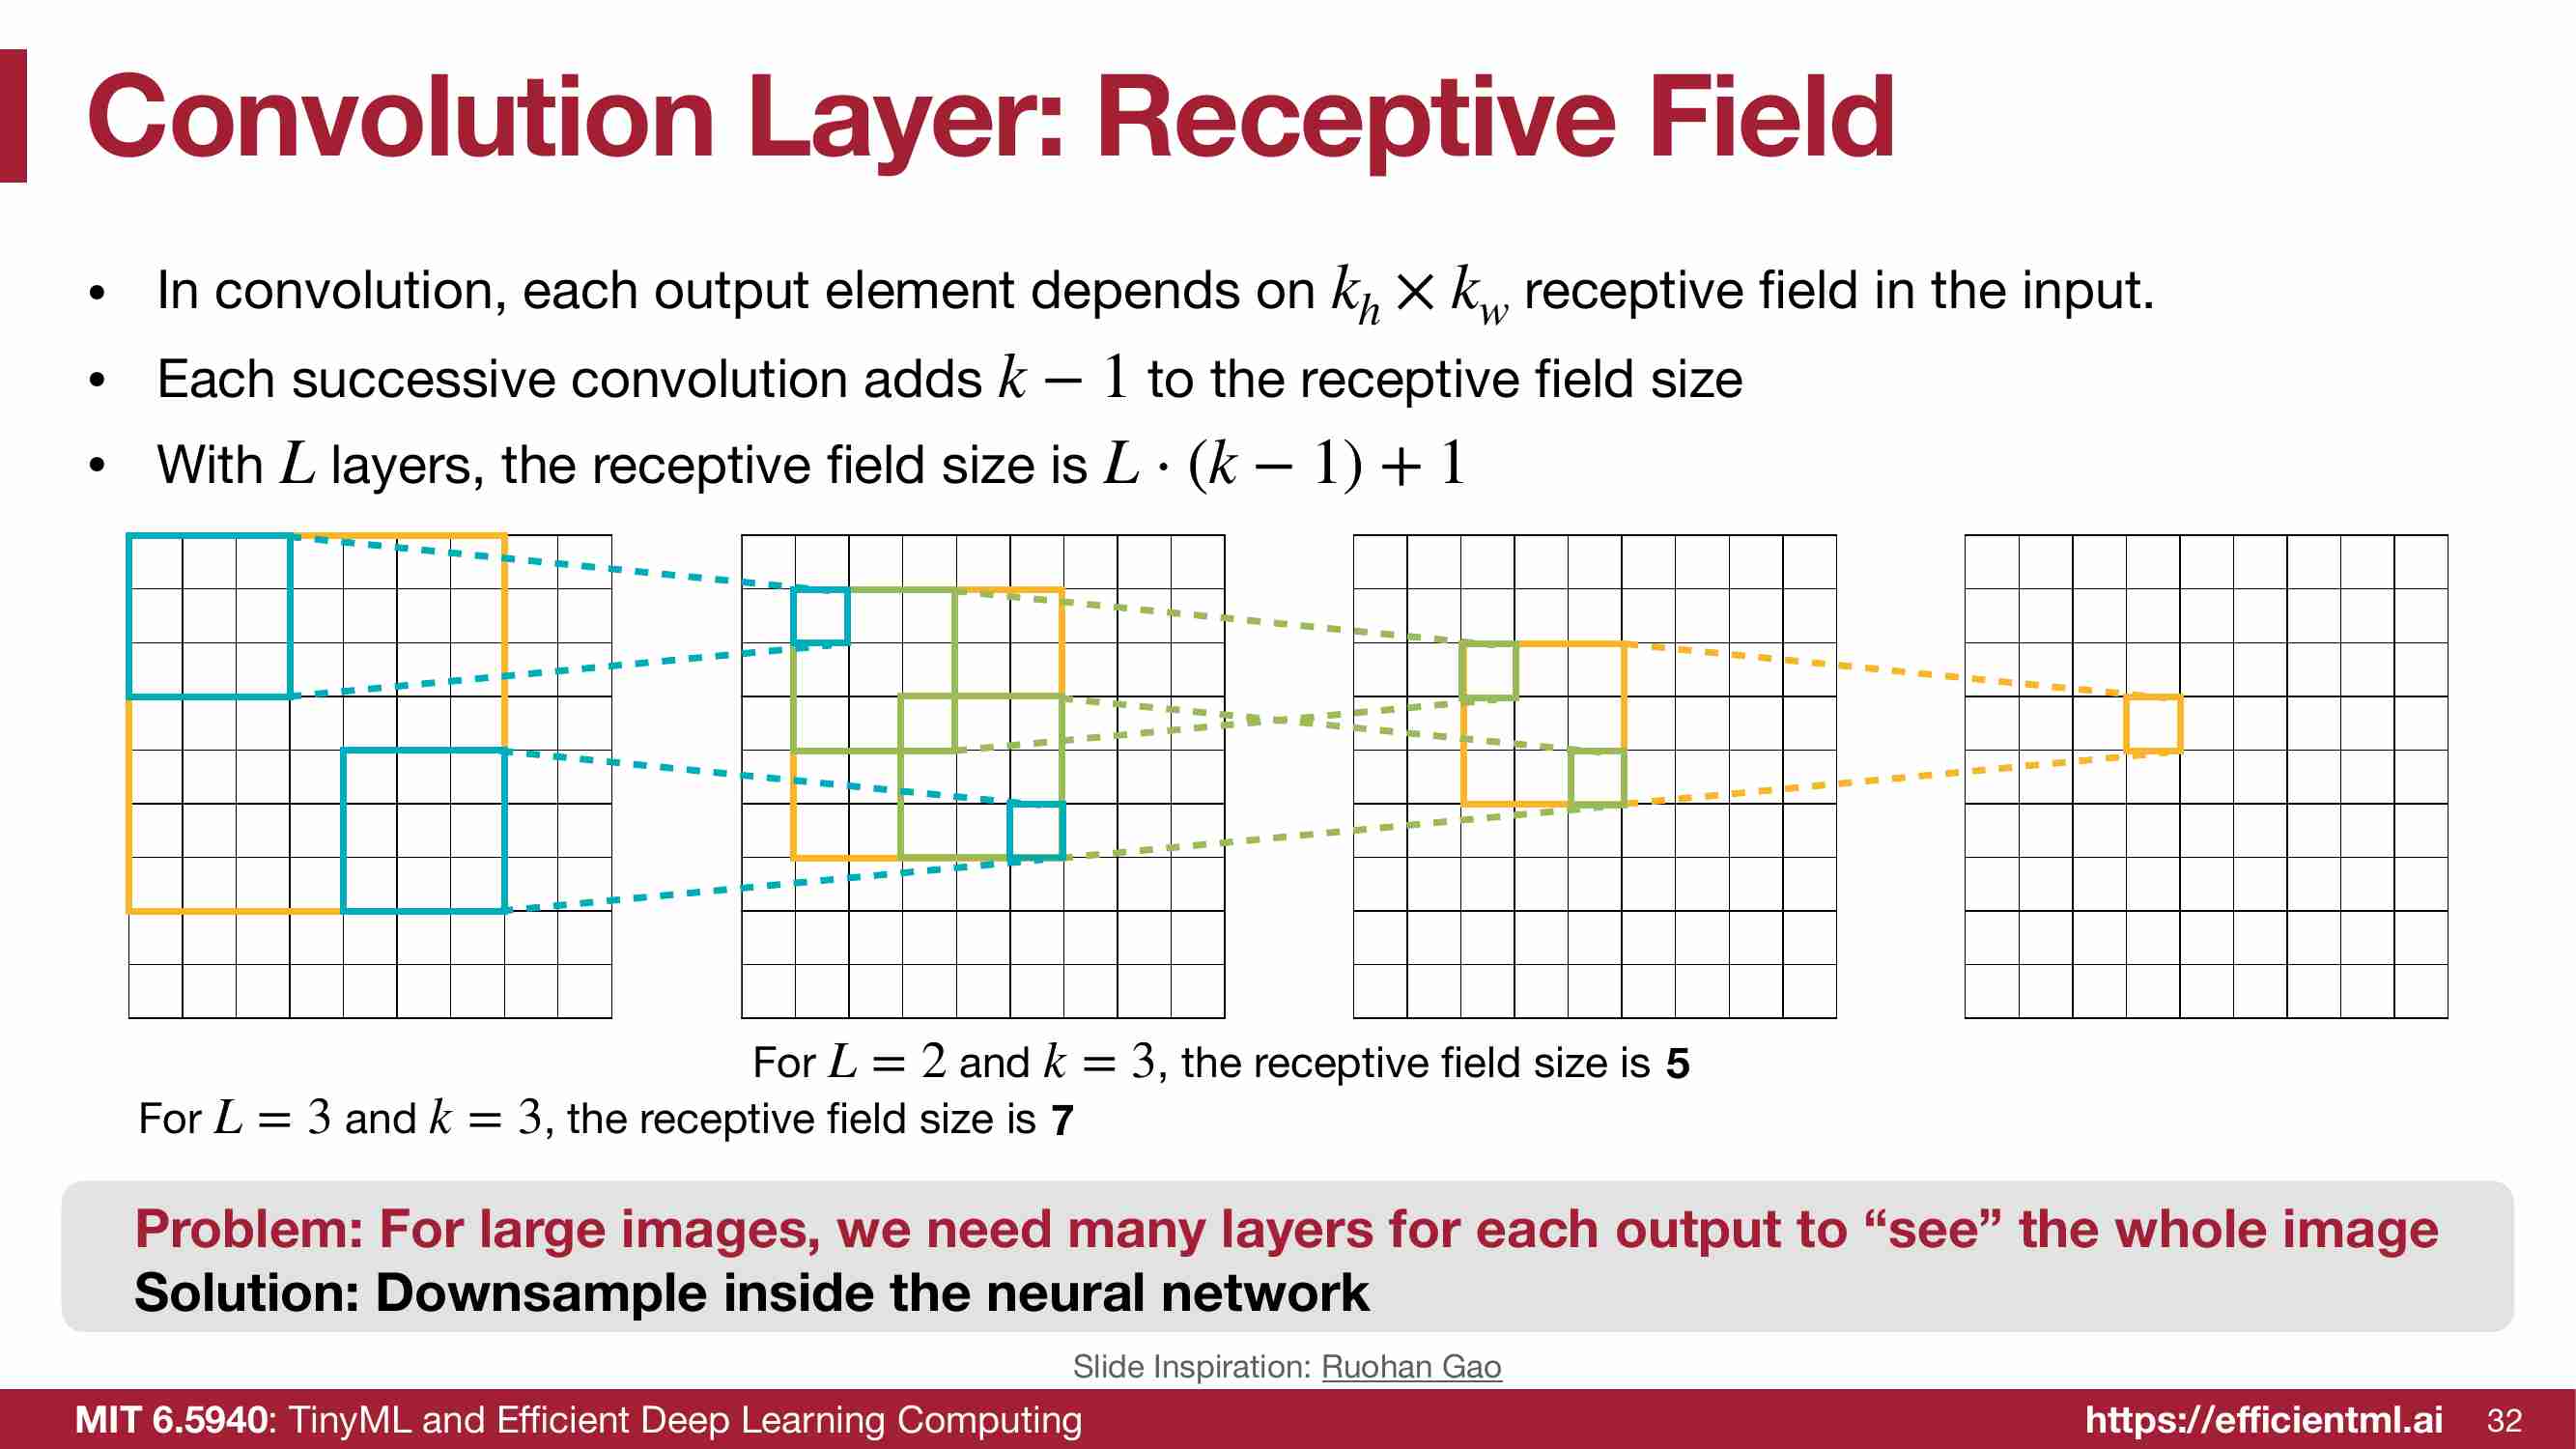 Convolution Layer: Receptive Field
• In convolution, each output element depends on kₕ × k_w receptive field in the input.
• Each successive convolution adds k − 1 to the receptive field size
• With L layers, the receptive field size is L · (k − 1) + 1
For L = 2 and k = 3, the receptive field size is 5
For L = 3 and k = 3, the receptive field size is 7
Problem: For large images, we need many layers for each output to “see” the whole image
Solution: Downsample inside the neural network
Slide Inspiration: Ruohan Gao
MIT 6.5940: TinyML and Efficient Deep Learning Computing https://efficientml.ai 32